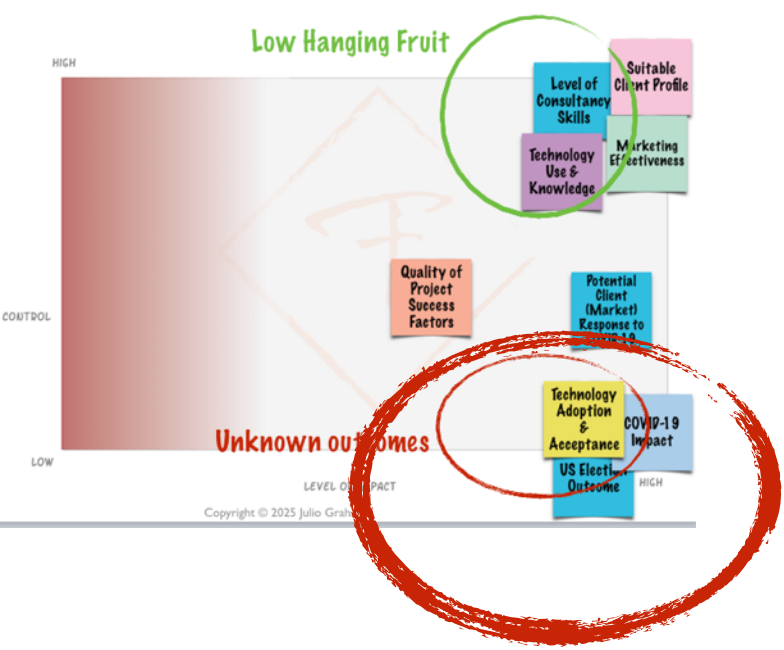 Low Hanging Fruit
HIGH
Suitable
Client Profile
Level of
Consultancy
Skills
Marketing
Effectiveness
Technology
Use &
Knowledge
Quality of
Project
Success
Factors
Potential
Client
(Market)
Response to
CONTROL
Technology
Adoption
&
Acceptance
COVID-19
Impact
Unknown outcomes
US Election
Outcome
LOW
LEVEL OF IMPACT
HIGH
Copyright © 2025 Julio Grah